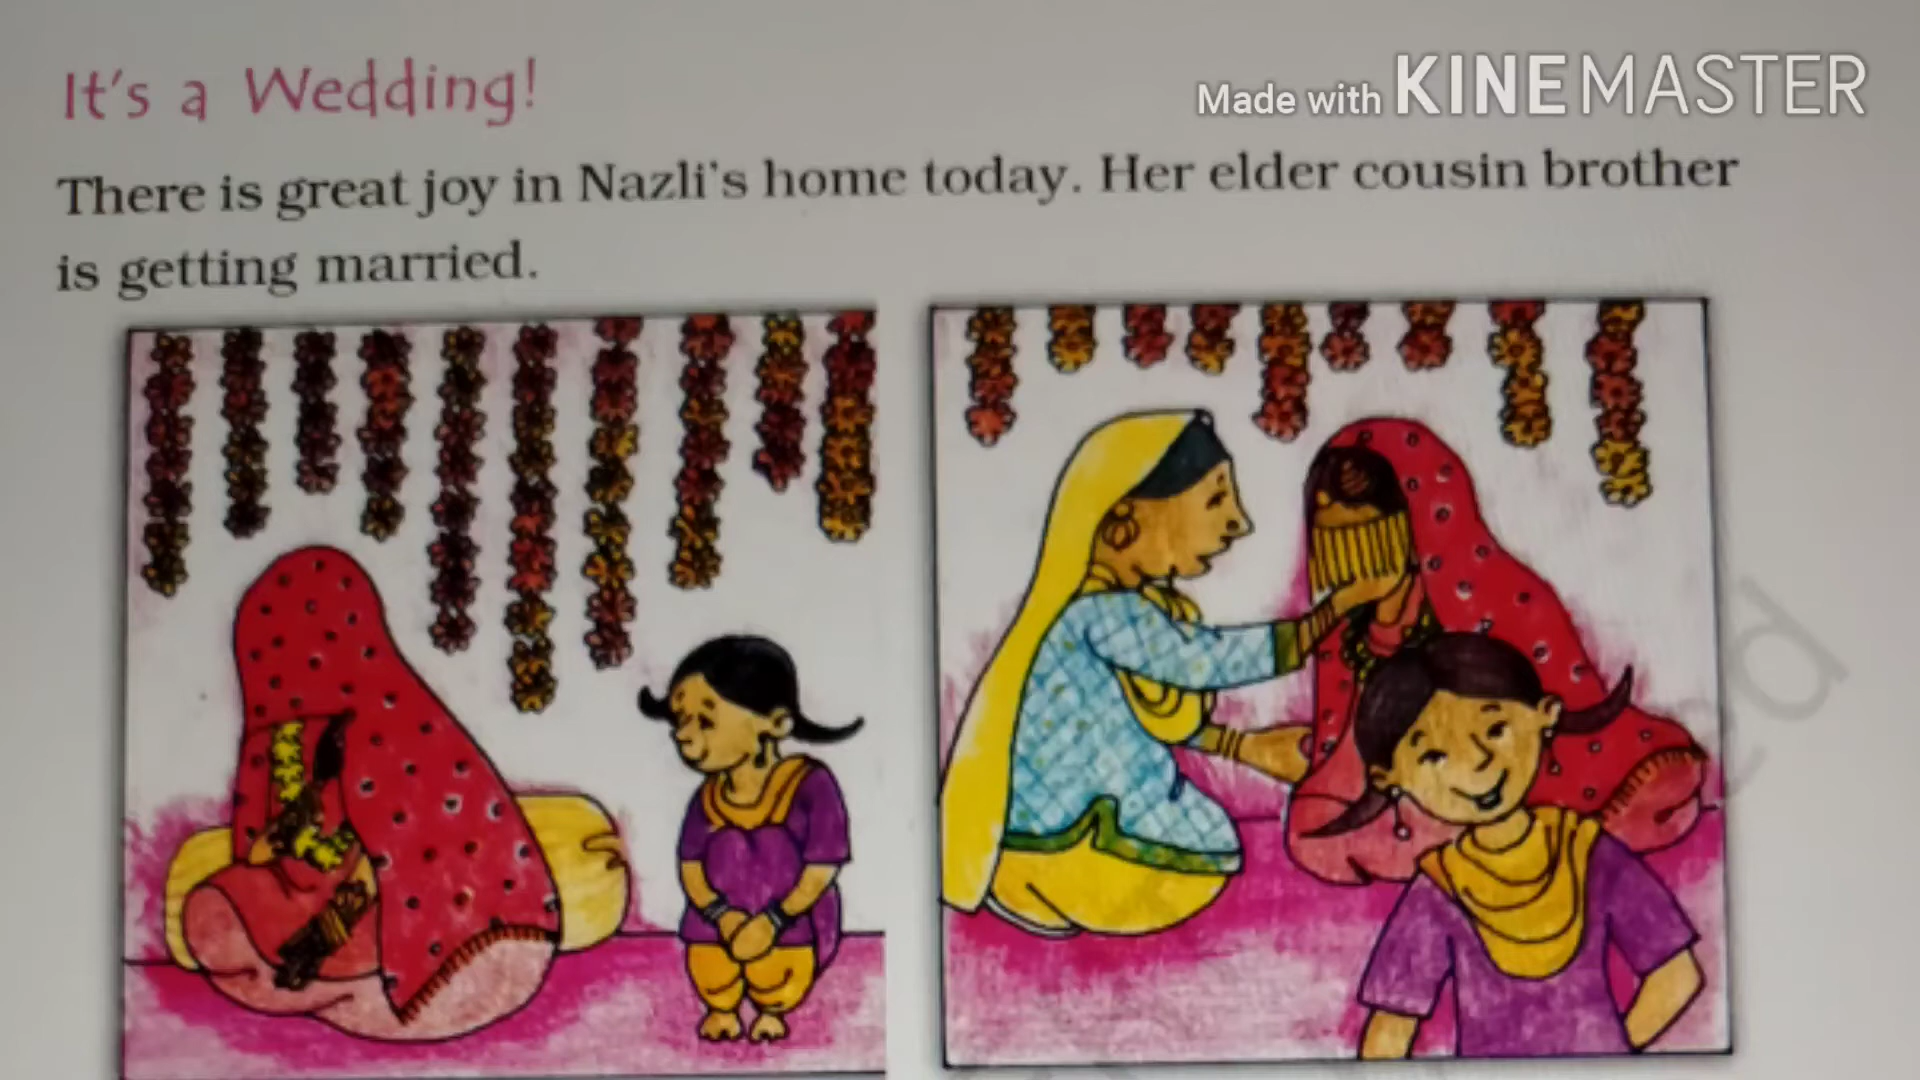 It's a Wedding!
Made with KINEMASTER
There is great joy in Nazli's home today. Her elder cousin brother
is getting married.